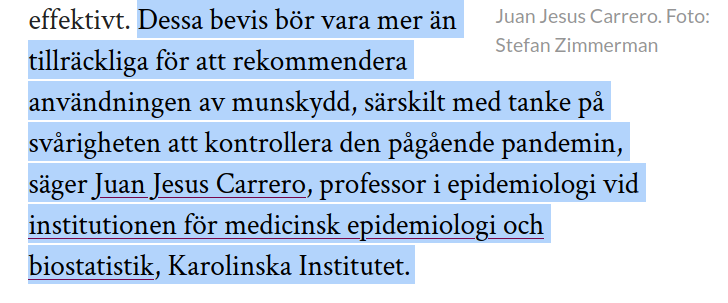 effektivt. Dessa bevis bör vara mer än
tillräckliga för att rekommendera
användningen av munskydd, särskilt med tanke på
svårigheten att kontrollera den pågående pandemin,
säger Juan Jesus Carrero, professor i epidemiologi vid
institutionen för medicinsk epidemiologi och
biostatistik, Karolinska Institutet.
Juan Jesus Carrero. Foto:
Stefan Zimmerman